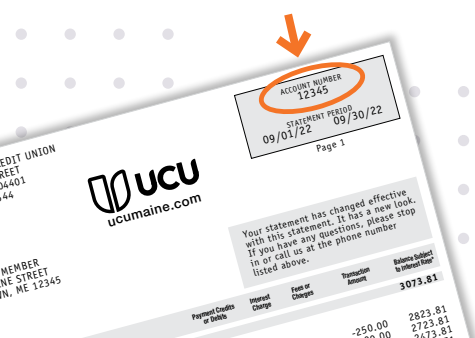 ACCOUNT NUMBER
12345
STATEMENT PERIOD
09/01/22 09/30/22
Page 1
EDIT UNION
REET
04401
44
UCU
ucumaine.com
Your statement has changed effective
with this statement. It has a new look.
If you have any questions, please stop
in or call us at the phone number
listed above.
MEMBER
NE STREET
WN, ME 12345
Payment Credits
or Debits
Interest
Charge
Fees or
Charges
Transaction
Amount
Balance Subject
to Interest Rate*
3073.81
-250.00 2823.81
00.00 2723.81
2473.81